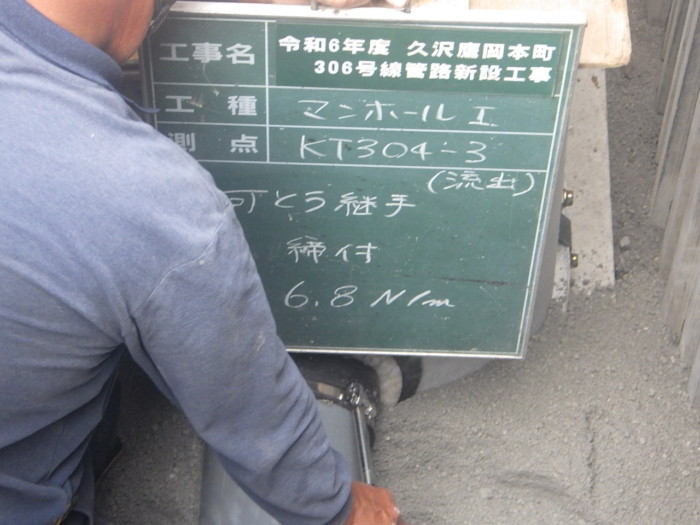 工事名 令和6年度 久沢鷹岡本町
306号線管路新設工事
工種 マンホール工
測点 KT304-3
(流出)
可とう継手
締付
6.8 N/m